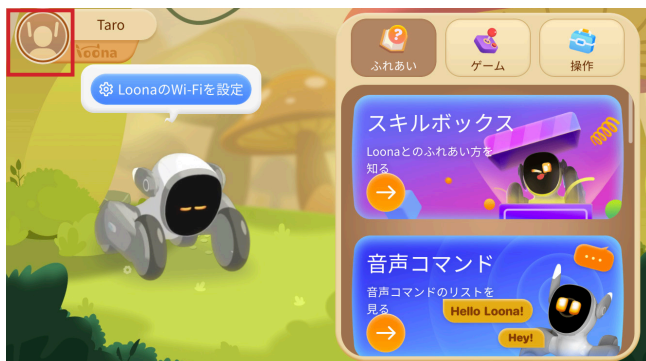 Taro
Loona
LoonaのWi-Fiを設定
ふれあい
ゲーム
操作
スキルボックス
Loonaとのふれあい方を
知る
音声コマンド
音声コマンドのリストを
見る
Hello Loona!
Hey!